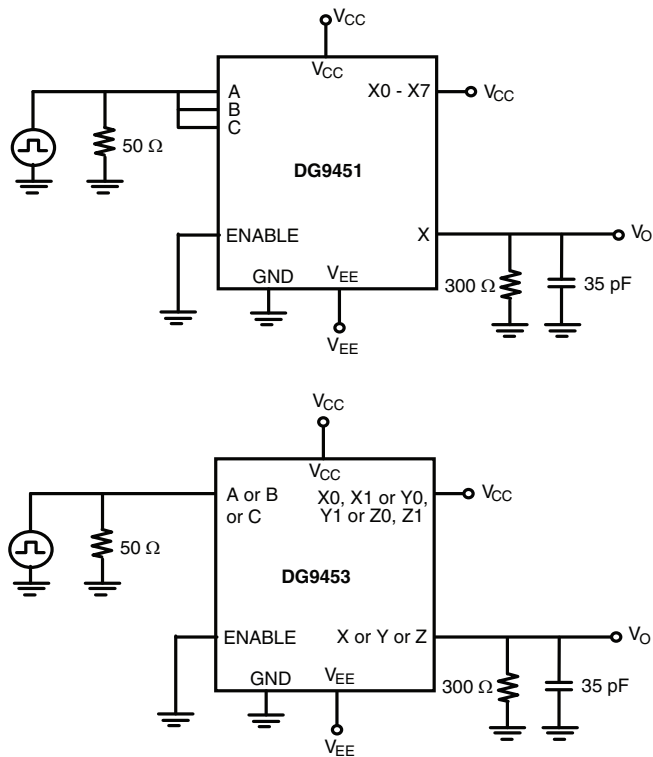 VCC
VCC
A
X0 - X7
VCC
B
C
50 Ω
DG9451
ENABLE
X
VO
GND
VEE
300 Ω
35 pF
VEE
VCC
VCC
A or B
or C
X0, X1 or Y0,
Y1 or Z0, Z1
VCC
50 Ω
DG9453
ENABLE
X or Y or Z
VO
GND
VEE
300 Ω
35 pF
VEE